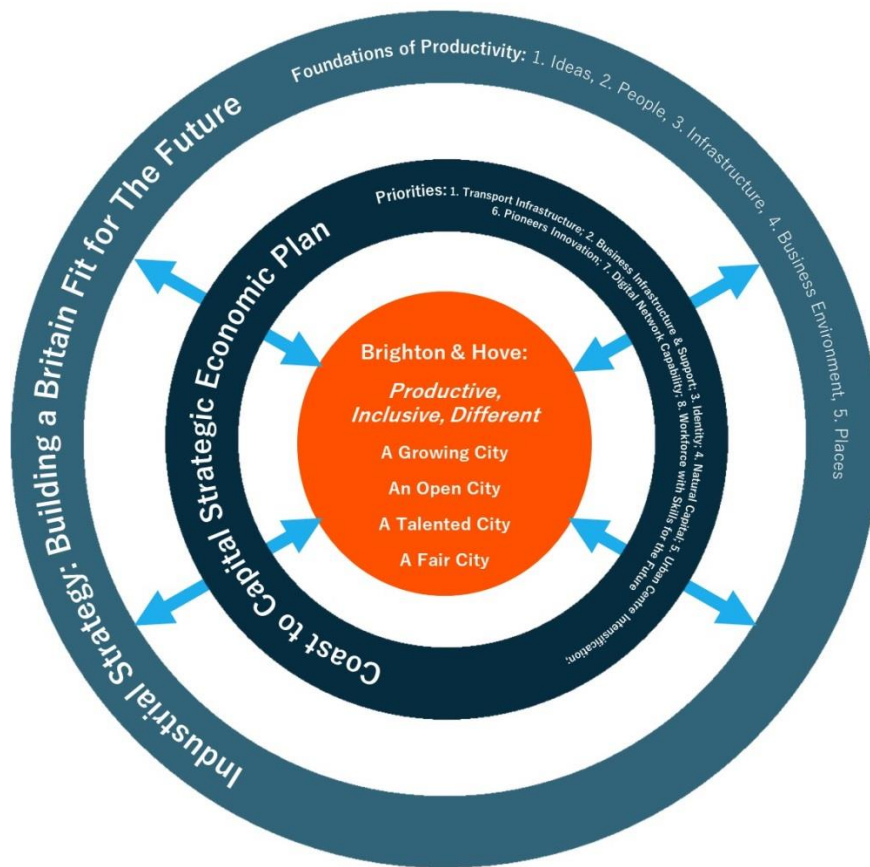 Industrial Strategy: Building a Britain Fit for The Future
Foundations of Productivity: 1. Ideas, 2. People, 3. Infrastructure, 4. Business Environment, 5. Places
Coast to Capital Strategic Economic Plan
Priorities: 1. Transport Infrastructure; 2. Business Infrastructure & Support; 3. Identity; 4. Natural Capital; 5. Urban Centre Intensification;
6. Pioneers Innovation; 7. Digital Network Capability; 8. Workforce with Skills for the Future
Brighton & Hove:
Productive,
Inclusive, Different
A Growing City
An Open City
A Talented City
A Fair City